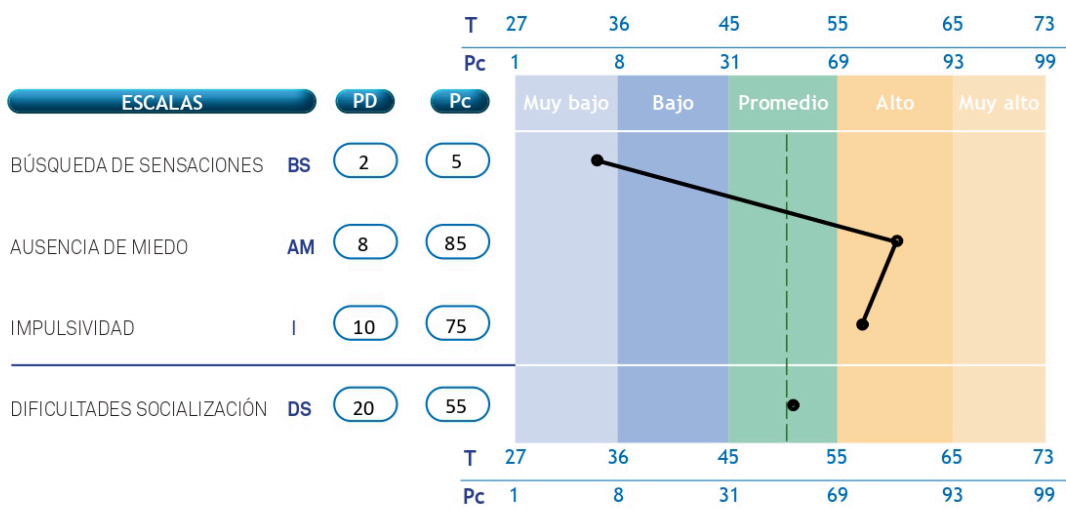 T 27 36 45 55 65 73
Pc 1 8 31 69 93 99
ESCALAS PD Pc Muy bajo Bajo Promedio Alto Muy alto
BÚSQUEDA DE SENSACIONES BS 2 5
AUSENCIA DE MIEDO AM 8 85
IMPULSIVIDAD I 10 75
DIFICULTADES SOCIALIZACIÓN DS 20 55
T 27 36 45 55 65 73
Pc 1 8 31 69 93 99